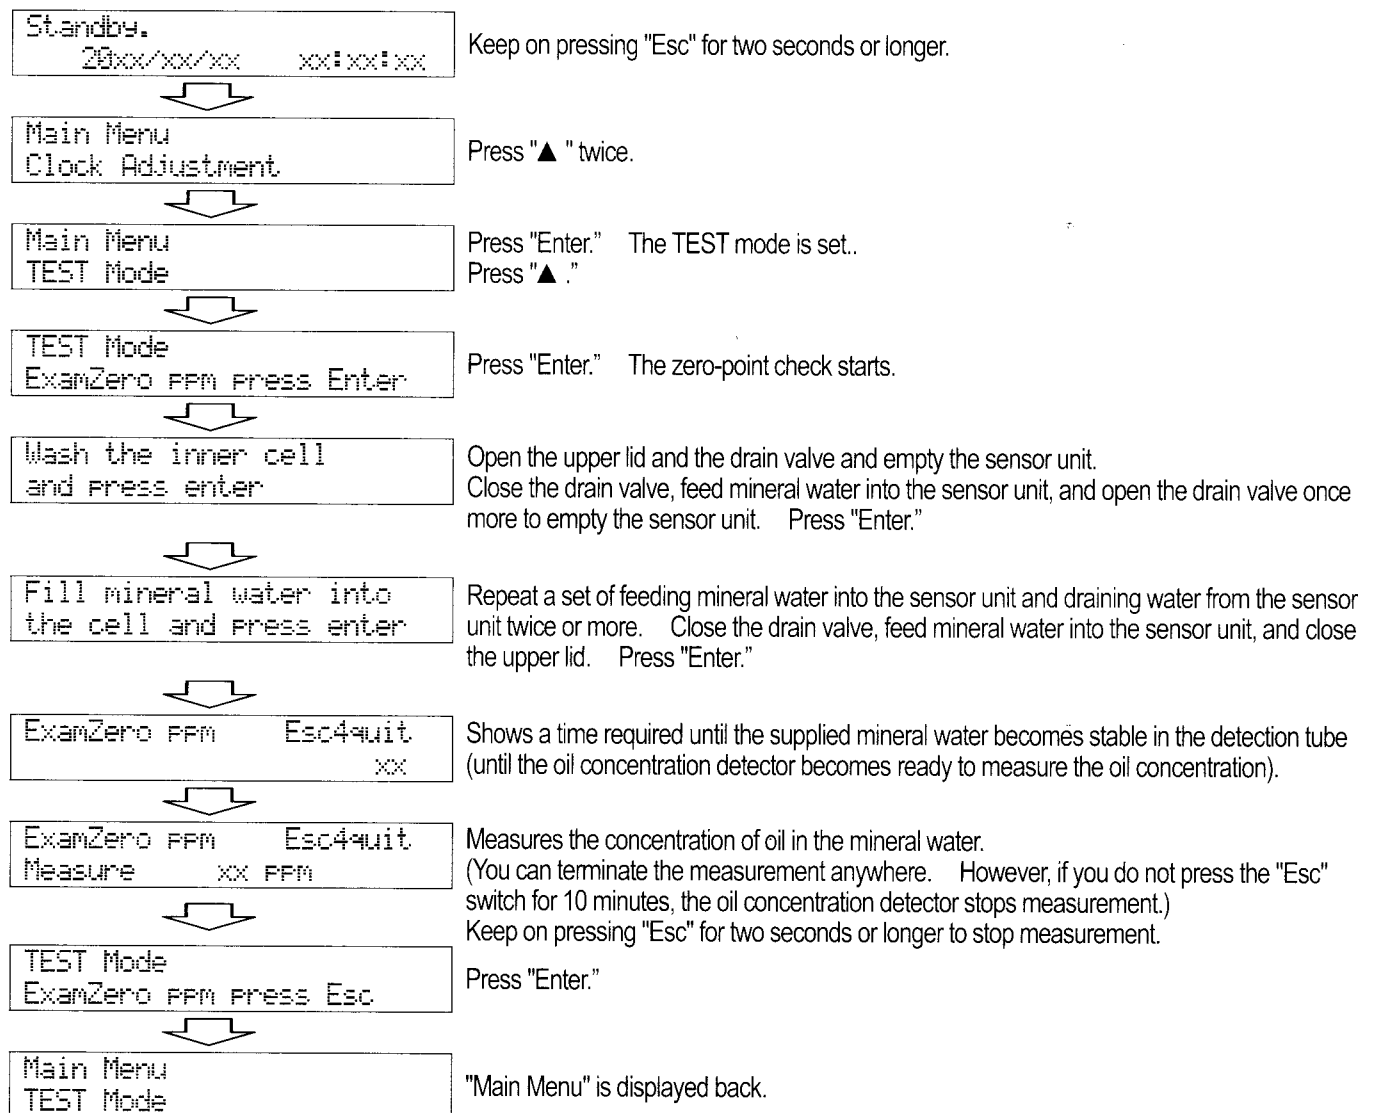 Standby.
20xx/xx/xx xx:xx:xx
Keep on pressing "Esc" for two seconds or longer.
Main Menu
Clock Adjustment
Press "▲ " twice.
Main Menu
TEST Mode
Press "Enter." The TEST mode is set..
Press "▲ ."
TEST Mode
ExamZero ppm press Enter
Press "Enter." The zero-point check starts.
Wash the inner cell
and press enter
Open the upper lid and the drain valve and empty the sensor unit.
Close the drain valve, feed mineral water into the sensor unit, and open the drain valve once
more to empty the sensor unit. Press "Enter."
Fill mineral water into
the cell and press enter
Repeat a set of feeding mineral water into the sensor unit and draining water from the sensor
unit twice or more. Close the drain valve, feed mineral water into the sensor unit, and close
the upper lid. Press "Enter."
ExamZero ppm Esc4quit
xx
Shows a time required until the supplied mineral water becomes stable in the detection tube
(until the oil concentration detector becomes ready to measure the oil concentration).
ExamZero ppm Esc4quit
Measure xx ppm
Measures the concentration of oil in the mineral water.
(You can terminate the measurement anywhere. However, if you do not press the "Esc"
switch for 10 minutes, the oil concentration detector stops measurement.)
Keep on pressing "Esc" for two seconds or longer to stop measurement.
TEST Mode
ExamZero ppm press Esc
Press "Enter."
Main Menu
TEST Mode
"Main Menu" is displayed back.